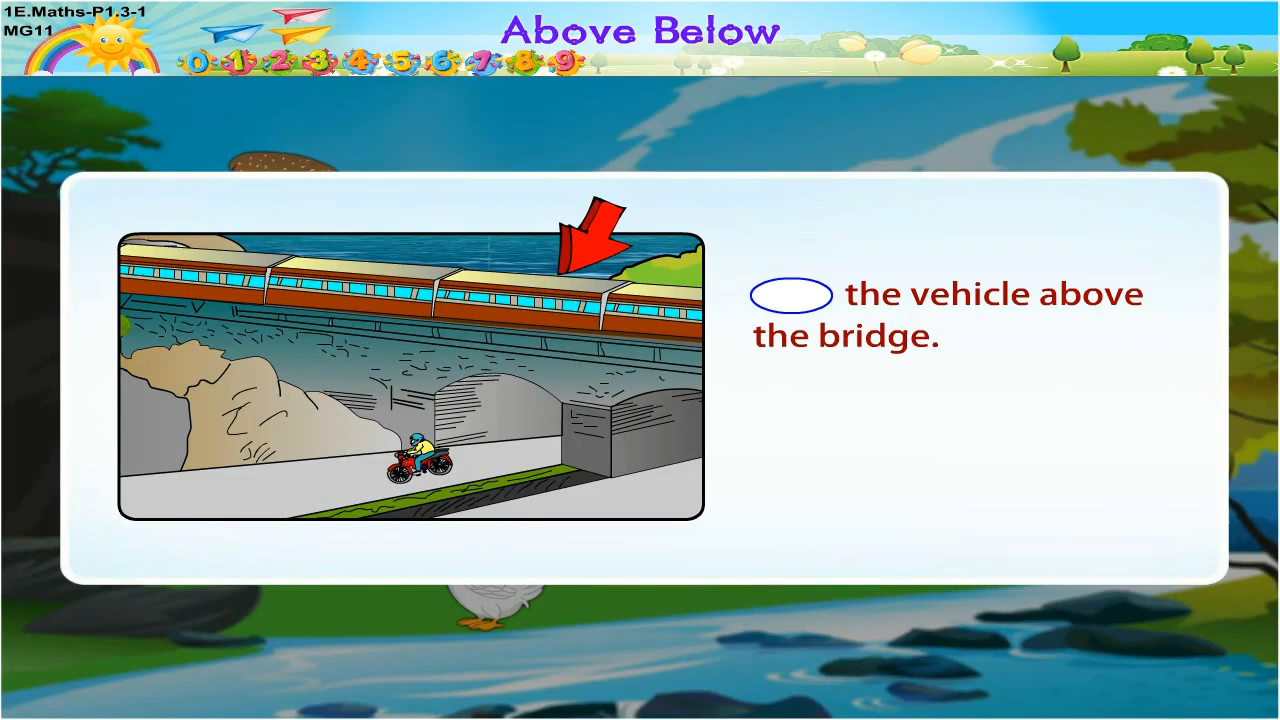 1E.Maths-P1.3-1
MG11
Above Below
0 1 2 3 4 5 6 7 8 9
the vehicle above
the bridge.